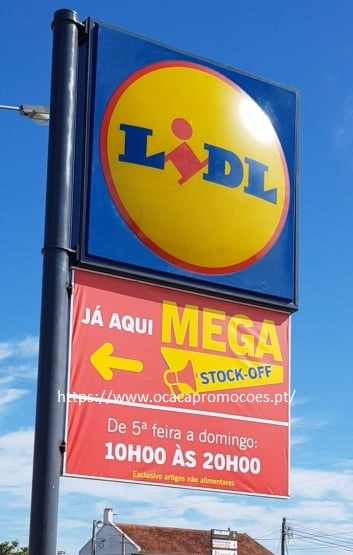 LIDL
JÁ AQUI MEGA
STOCK-OFF
https://www.ocacapromocoes.pt/
De 5ª feira a domingo:
10H00 ÀS 20H00
Exclusivo artigos não alimentares